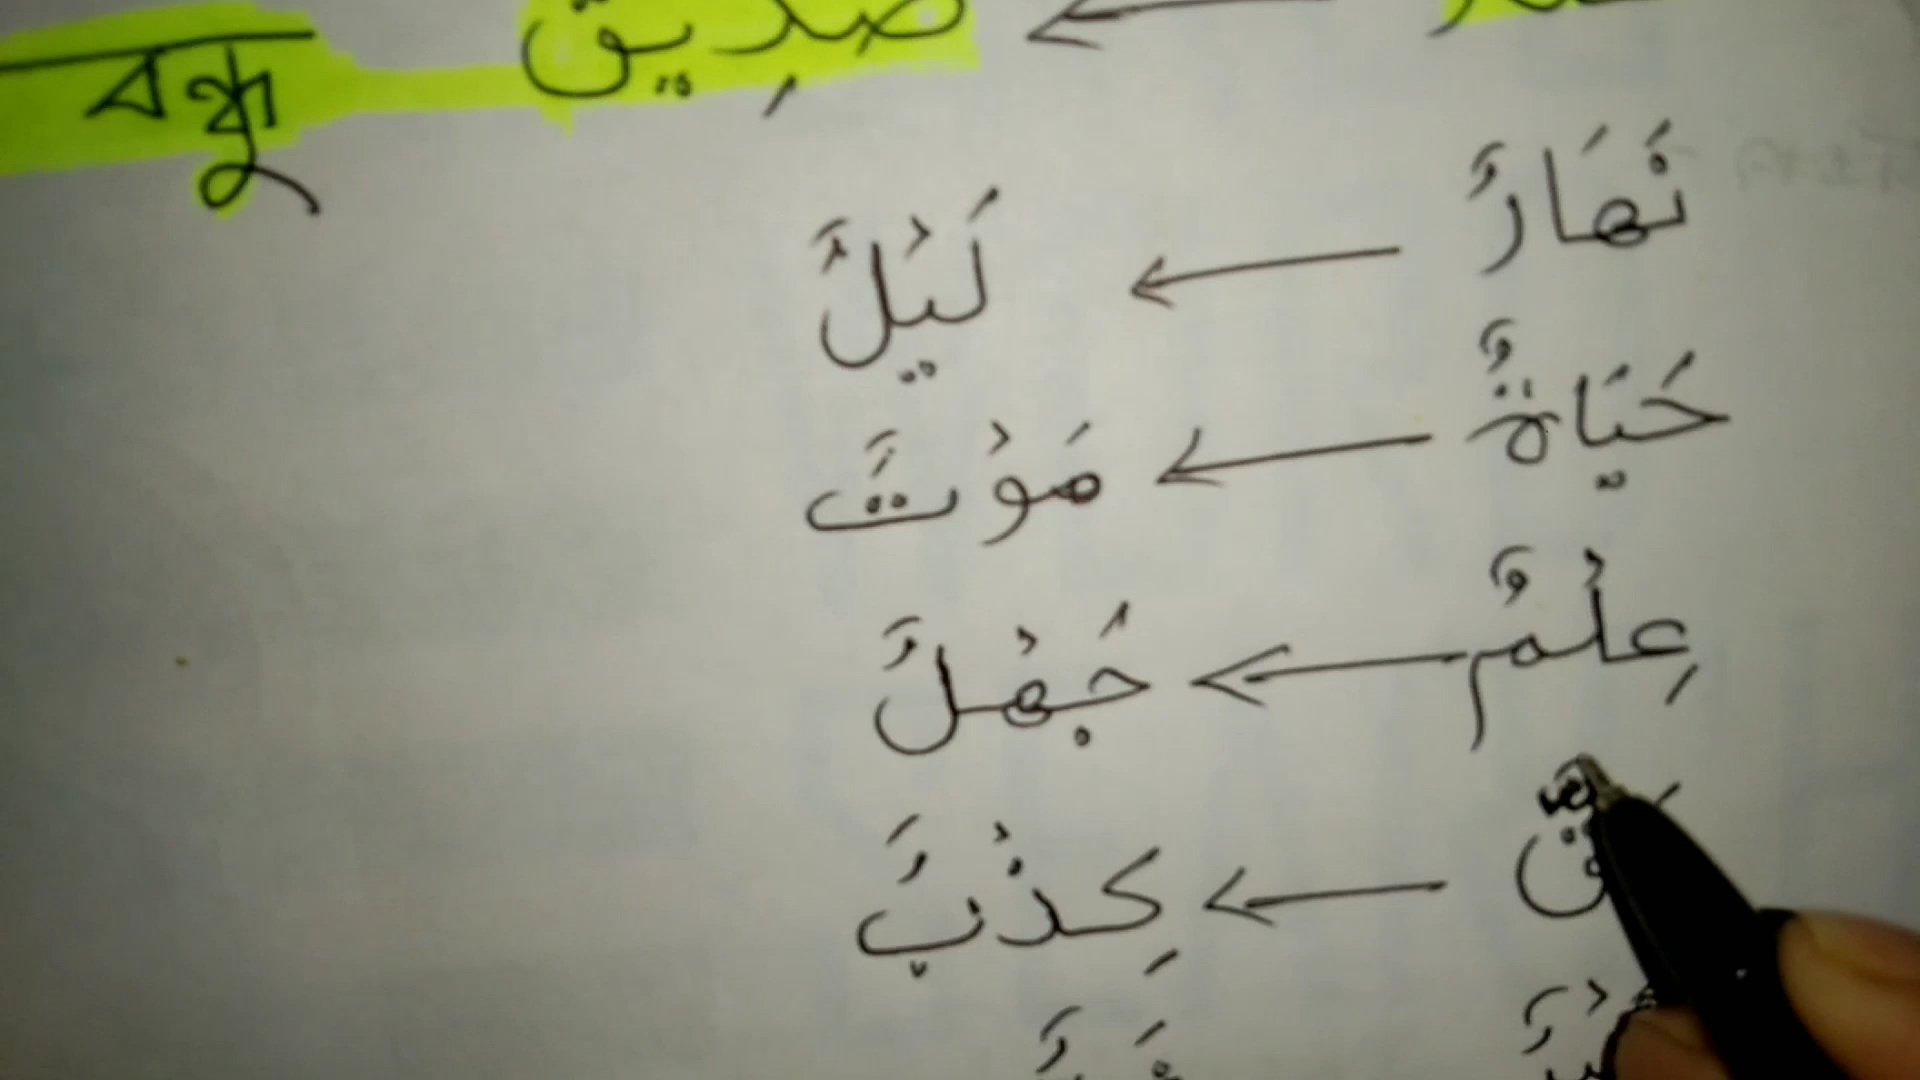 صَدِيقٌ বন্ধু
نَهَارٌ ← لَيْلٌ
حَيَاةٌ ← مَوْتٌ
عِلْمٌ ← جَهْلٌ
← كِذْبٌ